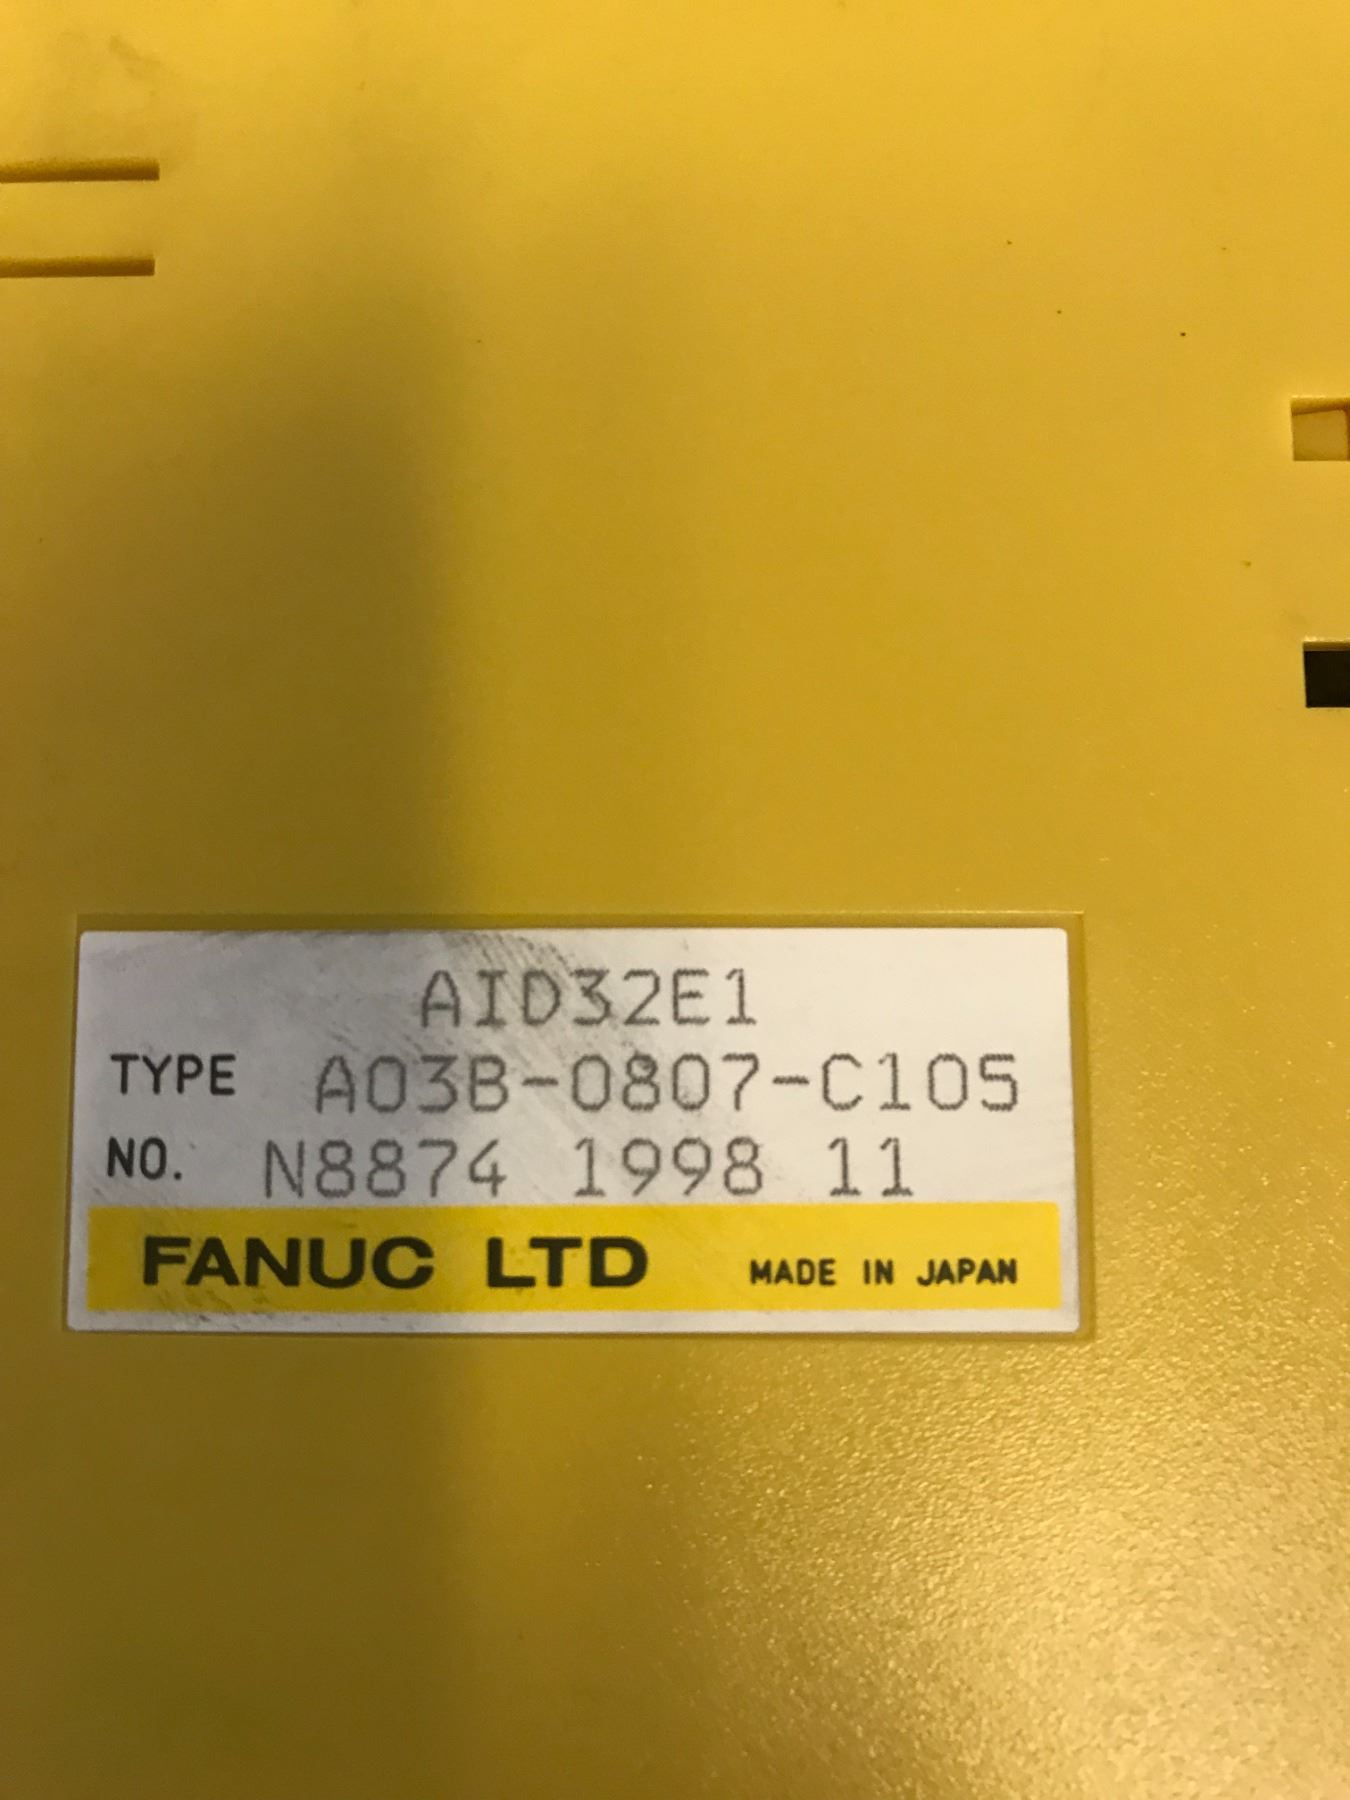 AID32E1
TYPE A03B-0807-C105
NO. N8874 1998 11
FANUC LTD MADE IN JAPAN